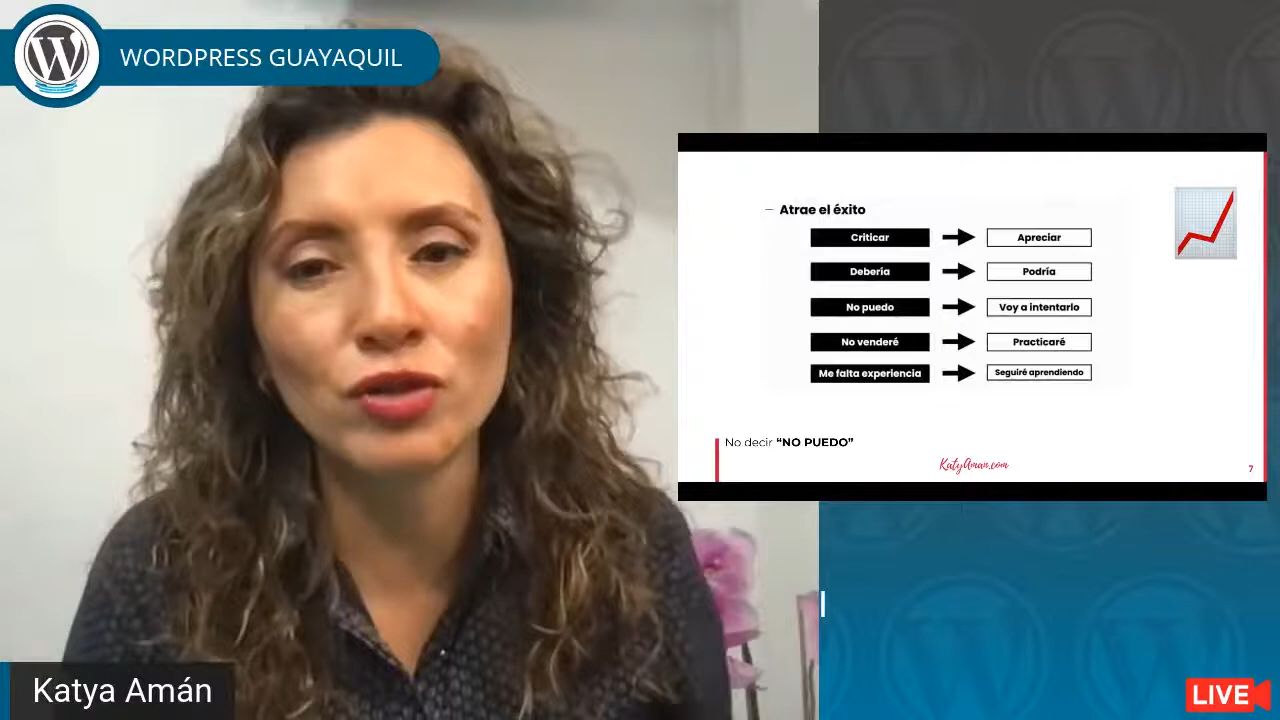 WORDPRESS GUAYAQUIL
Atrae el éxito
Criticar Apreciar
Debería Podría
No puedo Voy a intentarlo
No venderé Practicaré
Me falta experiencia Seguiré aprendiendo
No decir “NO PUEDO”
KatyAman.com
7
Katya Amán
LIVE